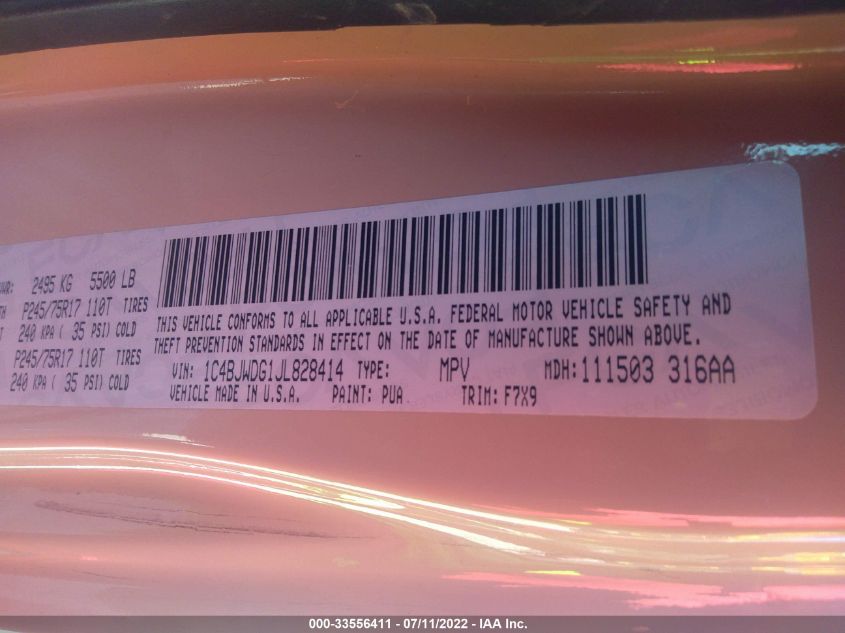 2495 KG 5500 LB
P245/75R17 110T TIRES
240 KPA ( 35 PSI) COLD
P245/75R17 110T TIRES
240 KPA ( 35 PSI) COLD
THIS VEHICLE CONFORMS TO ALL APPLICABLE U.S.A. FEDERAL MOTOR VEHICLE SAFETY AND
THEFT PREVENTION STANDARDS IN EFFECT ON THE DATE OF MANUFACTURE SHOWN ABOVE.
VIN: 1C4BJWDG1JL828414 TYPE: MPV MDH: 111503 316AA
VEHICLE MADE IN U.S.A. PAINT: PUA TRIM: F7X9
000-33556411 - 07/11/2022 - IAA Inc.